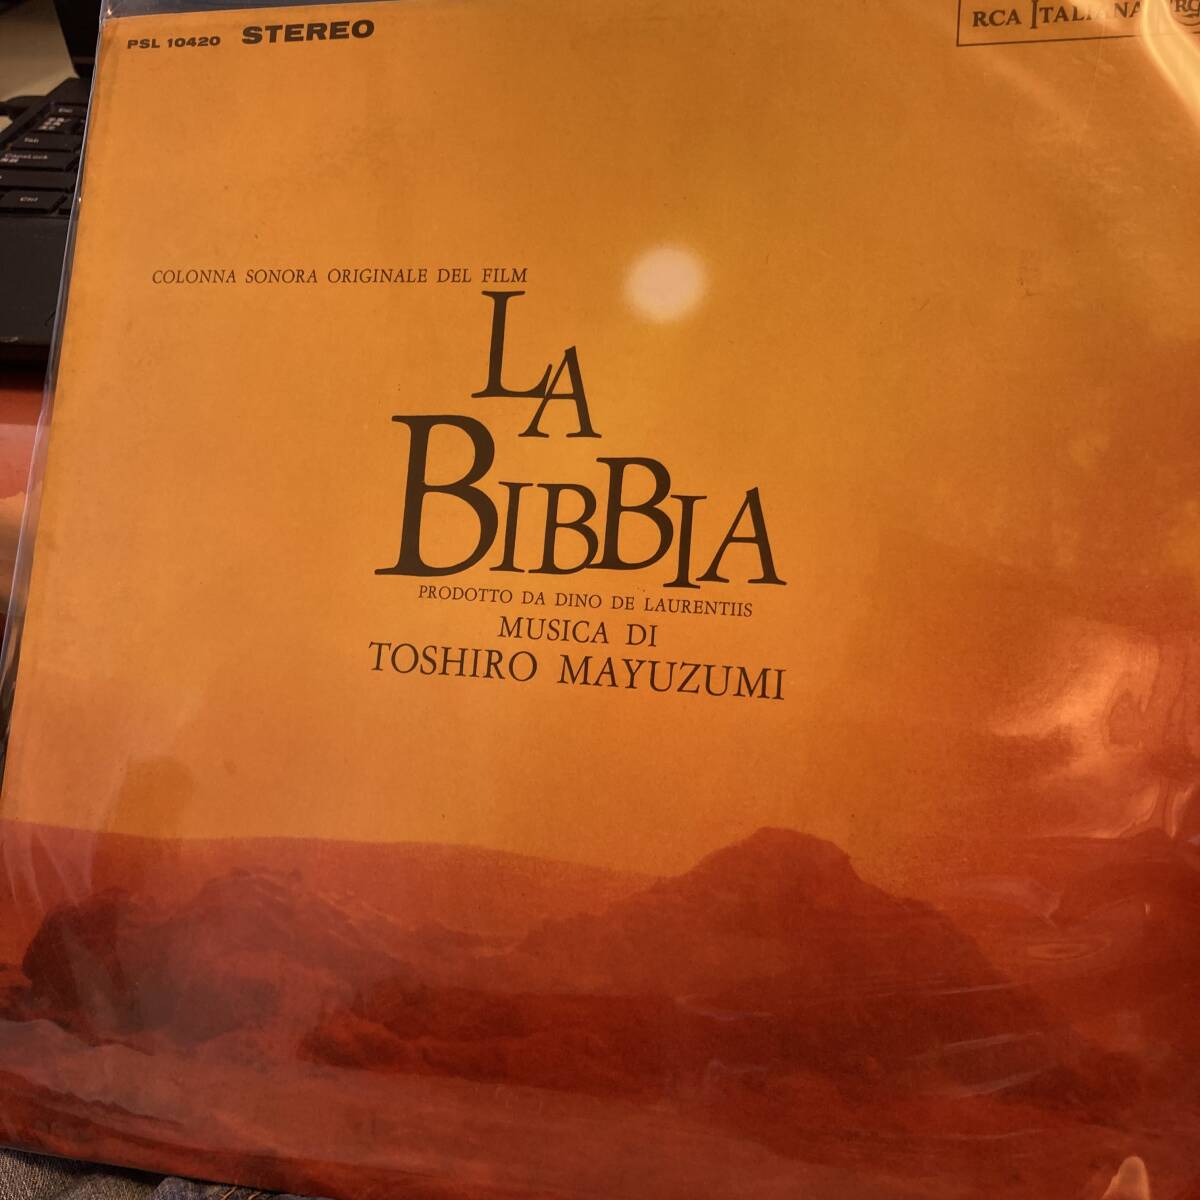 PSL 10420 STEREO
RCA ITALIANA
COLONNA SONORA ORIGINALE DEL FILM
LA
BIBBIA
PRODOTTO DA DINO DE LAURENTIIS
MUSICA DI
TOSHIRO MAYUZUMI